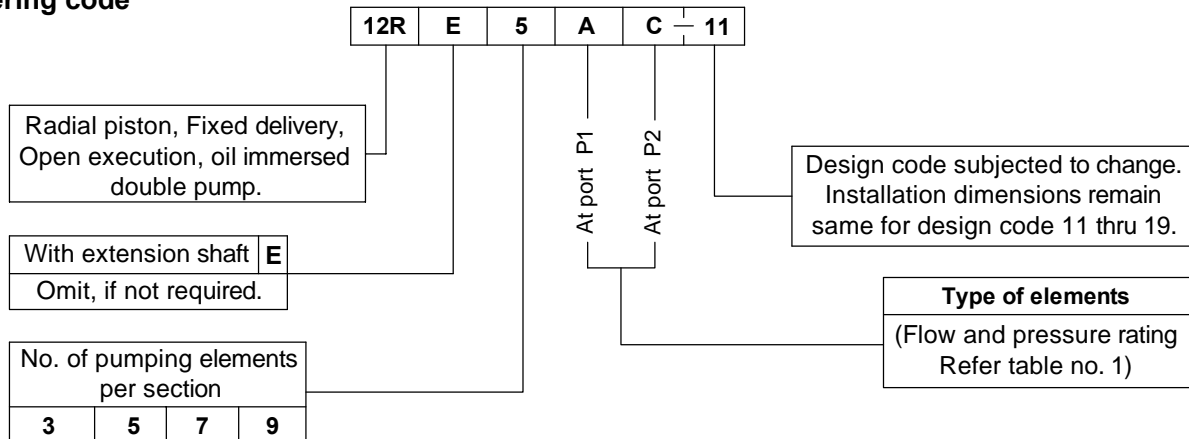 ering code
12R E 5 A C – 11
At port P1
At port P2
Radial piston, Fixed delivery,
Open execution, oil immersed
double pump.
With extension shaft E
Omit, if not required.
No. of pumping elements
per section
3 5 7 9
Design code subjected to change.
Installation dimensions remain
same for design code 11 thru 19.
Type of elements
(Flow and pressure rating
Refer table no. 1)